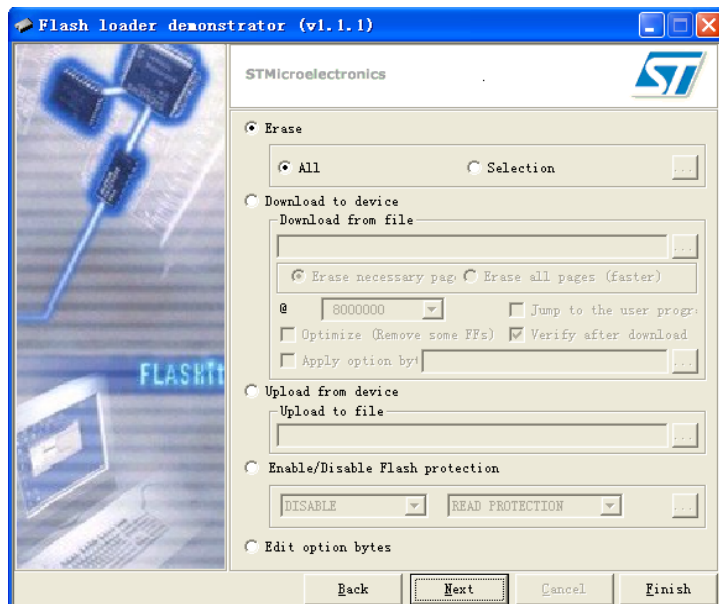 Flash loader demonstrator (v1.1.1)
STMicroelectronics
ST
Erase
All Selection ...
Download to device
Download from file
...
Erase necessary pag Erase all pages (faster)
@ 8000000 Jump to the user progr
Optimize (Remove some FFs) Verify after download
Apply option byt ...
FLASHit
Upload from device
Upload to file
...
Enable/Disable Flash protection
DISABLE READ PROTECTION ...
Edit option bytes
Back Next Cancel Finish